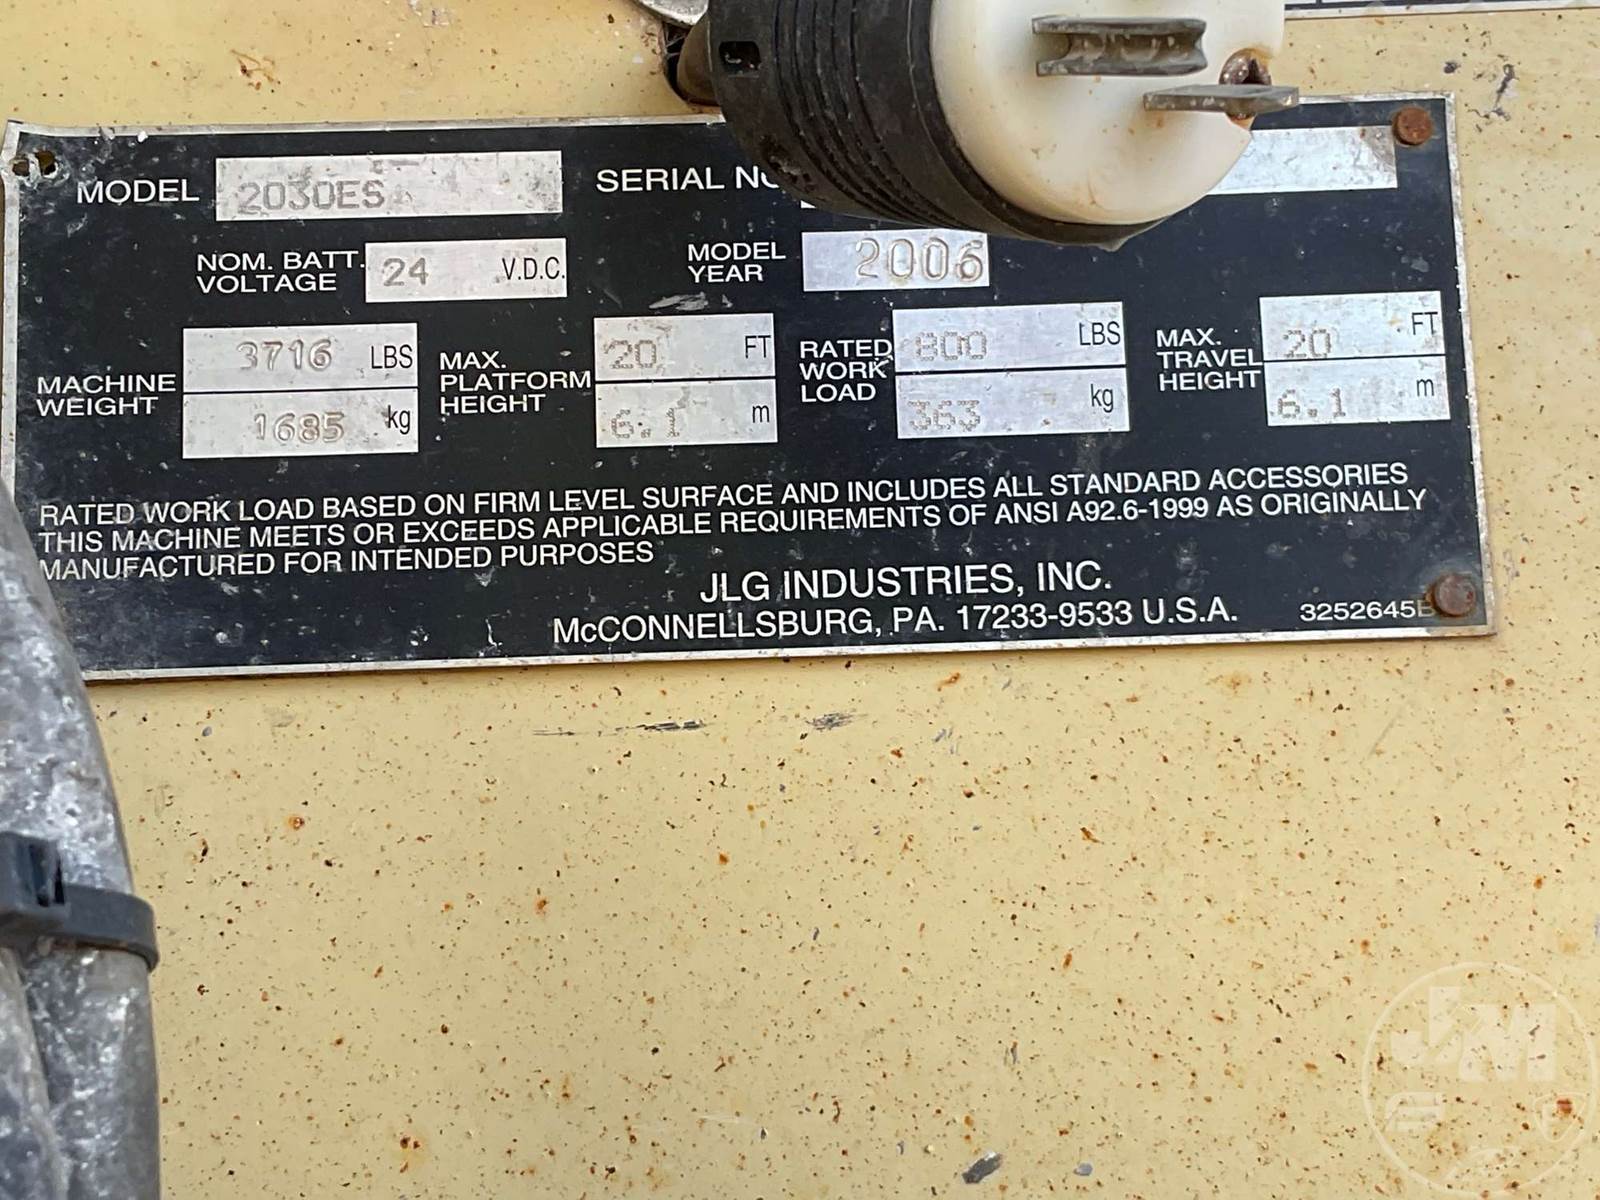 MODEL 2030ES SERIAL
NOM. BATT. VOLTAGE 24 V.D.C. MODEL YEAR 2006
MACHINE WEIGHT 3716 LBS 1685 kg
MAX. PLATFORM HEIGHT 20 FT 6.1 m
RATED WORK LOAD 800 LBS 363 kg
MAX. TRAVEL HEIGHT 20 FT 6.1 m
RATED WORK LOAD BASED ON FIRM LEVEL SURFACE AND INCLUDES ALL STANDARD ACCESSORIES
THIS MACHINE MEETS OR EXCEEDS APPLICABLE REQUIREMENTS OF ANSI A92.6-1999 AS ORIGINALLY
MANUFACTURED FOR INTENDED PURPOSES
JLG INDUSTRIES, INC.
McCONNELLSBURG, PA. 17233-9533 U.S.A.
3252645B
JM